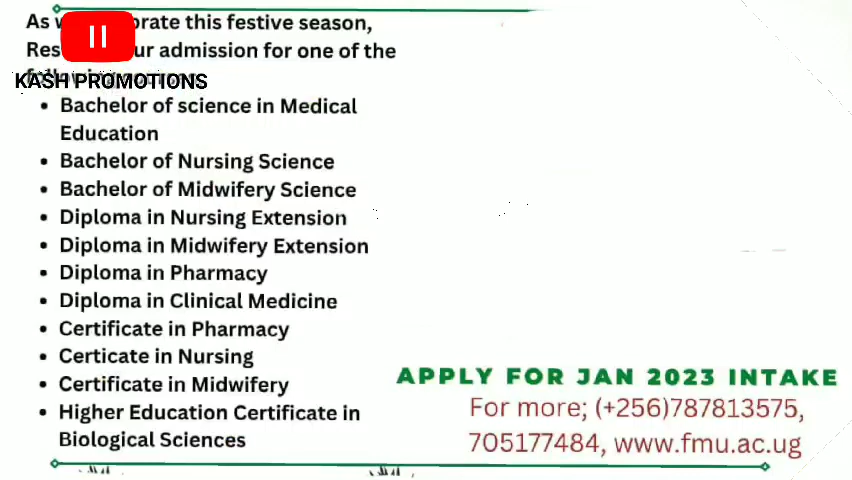 As w brate this festive season,
Res ur admission for one of the
KASH PROMOTIONS
• Bachelor of science in Medical
Education
• Bachelor of Nursing Science
• Bachelor of Midwifery Science
• Diploma in Nursing Extension
• Diploma in Midwifery Extension
• Diploma in Pharmacy
• Diploma in Clinical Medicine
• Certificate in Pharmacy
• Certicate in Nursing
• Certificate in Midwifery
• Higher Education Certificate in
Biological Sciences
APPLY FOR JAN 2023 INTAKE
For more; (+256)787813575,
705177484, www.fmu.ac.ug